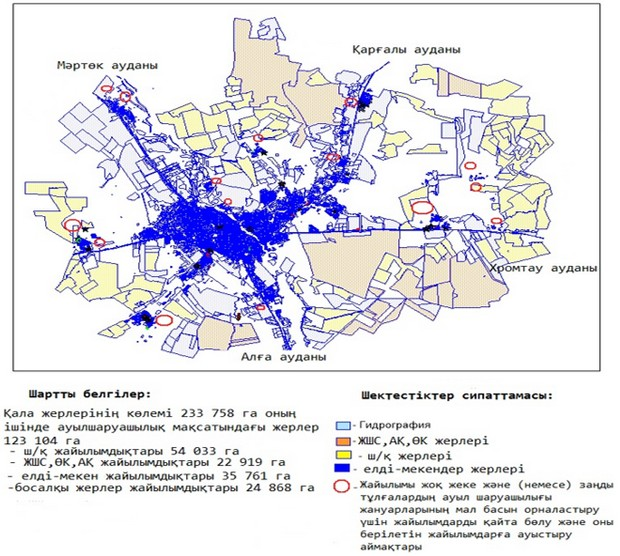 Мәртөк ауданы
Қарғалы ауданы
Хромтау ауданы
Алға ауданы
Шартты белгілер:
Қала жерлерінің көлемі 233 758 га оның
ішінде ауылшаруашылық мақсатындағы жерлер
123 104 га
- ш/қ жайылымдықтары 54 033 га
- ЖШС,ӨК,АҚ жайылымдықтары 22 919 га
- елді-мекен жайылымдықтары 35 761 га
-босалқы жерлер жайылымдықтары 24 868 га
Шектестіктер сипаттамасы:
- Гидрография
-ЖШС,АҚ,ӨК жерлері
- ш/қ жерлері
- елді-мекендер жерлері
- Жайылымы жоқ жеке және (немесе) заңды
тұлғалардың ауыл шаруашылығы
жануарларының мал басын орналастыру
үшін жайылымдарды қайта бөлу және оны
берілетін жайылымдарға ауыстыру
аймақтары